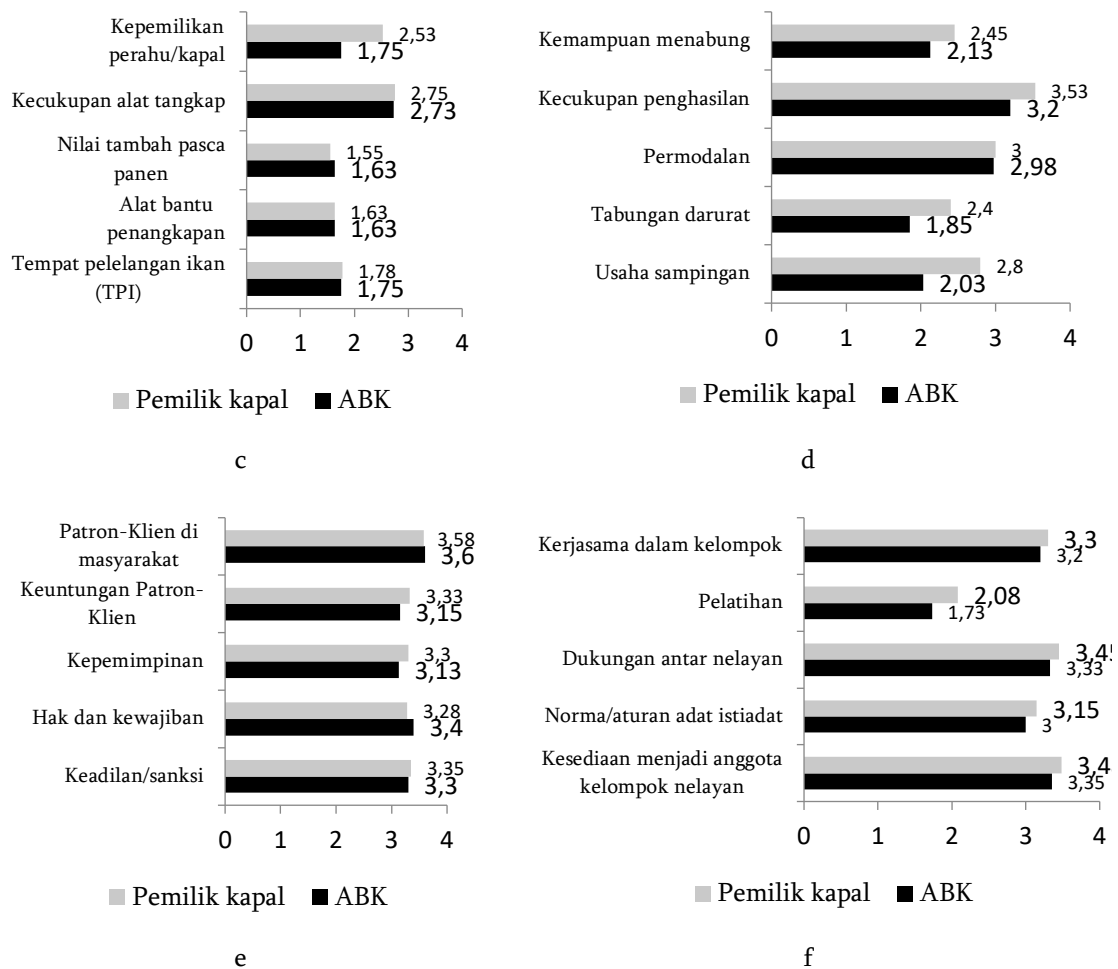 Kepemilikan
perahu/kapal
2,53
1,75
Kecukupan alat tangkap
2,75
2,73
Nilai tambah pasca
panen
1,55
1,63
Alat bantu
penangkapan
1,63
1,63
Tempat pelelangan ikan
(TPI)
1,78
1,75
0 1 2 3 4
Pemilik kapal ABK
c
Kemampuan menabung
2,45
2,13
Kecukupan penghasilan
3,53
3,2
Permodalan
3
2,98
Tabungan darurat
2,4
1,85
Usaha sampingan
2,8
2,03
0 1 2 3 4
Pemilik kapal ABK
d
Patron-Klien di
masyarakat
3,58
3,6
Keuntungan Patron-
Klien
3,33
3,15
Kepemimpinan
3,3
3,13
Hak dan kewajiban
3,28
3,4
Keadilan/sanksi
3,35
3,3
0 1 2 3 4
Pemilik kapal ABK
e
Kerjasama dalam kelompok
3,3
3,2
Pelatihan
2,08
1,73
Dukungan antar nelayan
3,45
3,33
Norma/aturan adat istiadat
3,15
3
Kesediaan menjadi anggota
kelompok nelayan
3,4
3,35
0 1 2 3 4
Pemilik kapal ABK
f